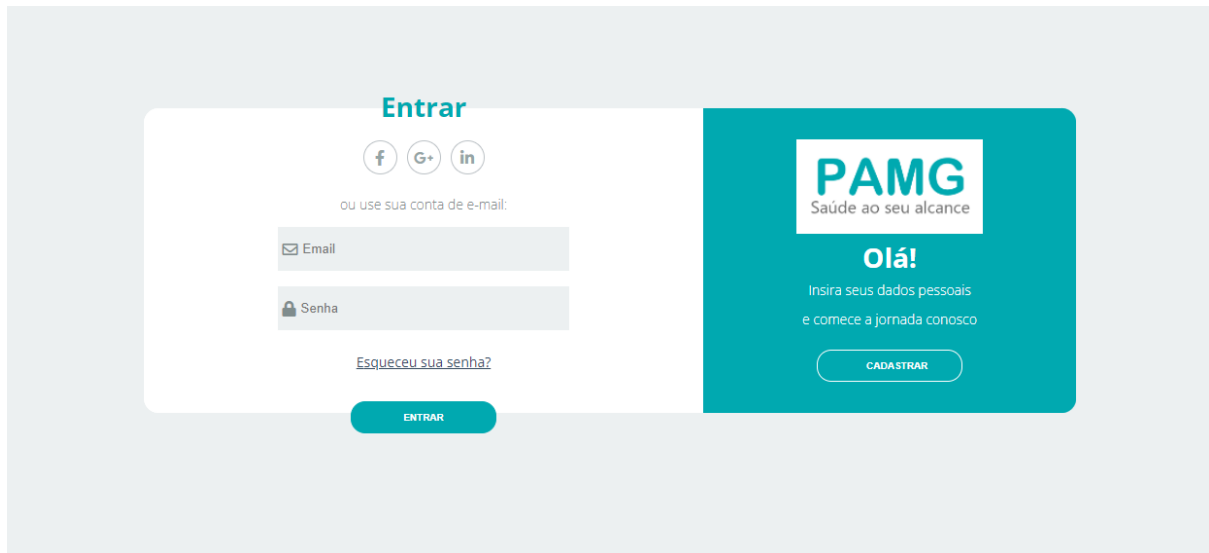 Entrar
ou use sua conta de e-mail:
Email
Senha
Esqueceu sua senha?
ENTRAR
PAMG
Saúde ao seu alcance
Olá!
Insira seus dados pessoais
e comece a jornada conosco
CADASTRAR